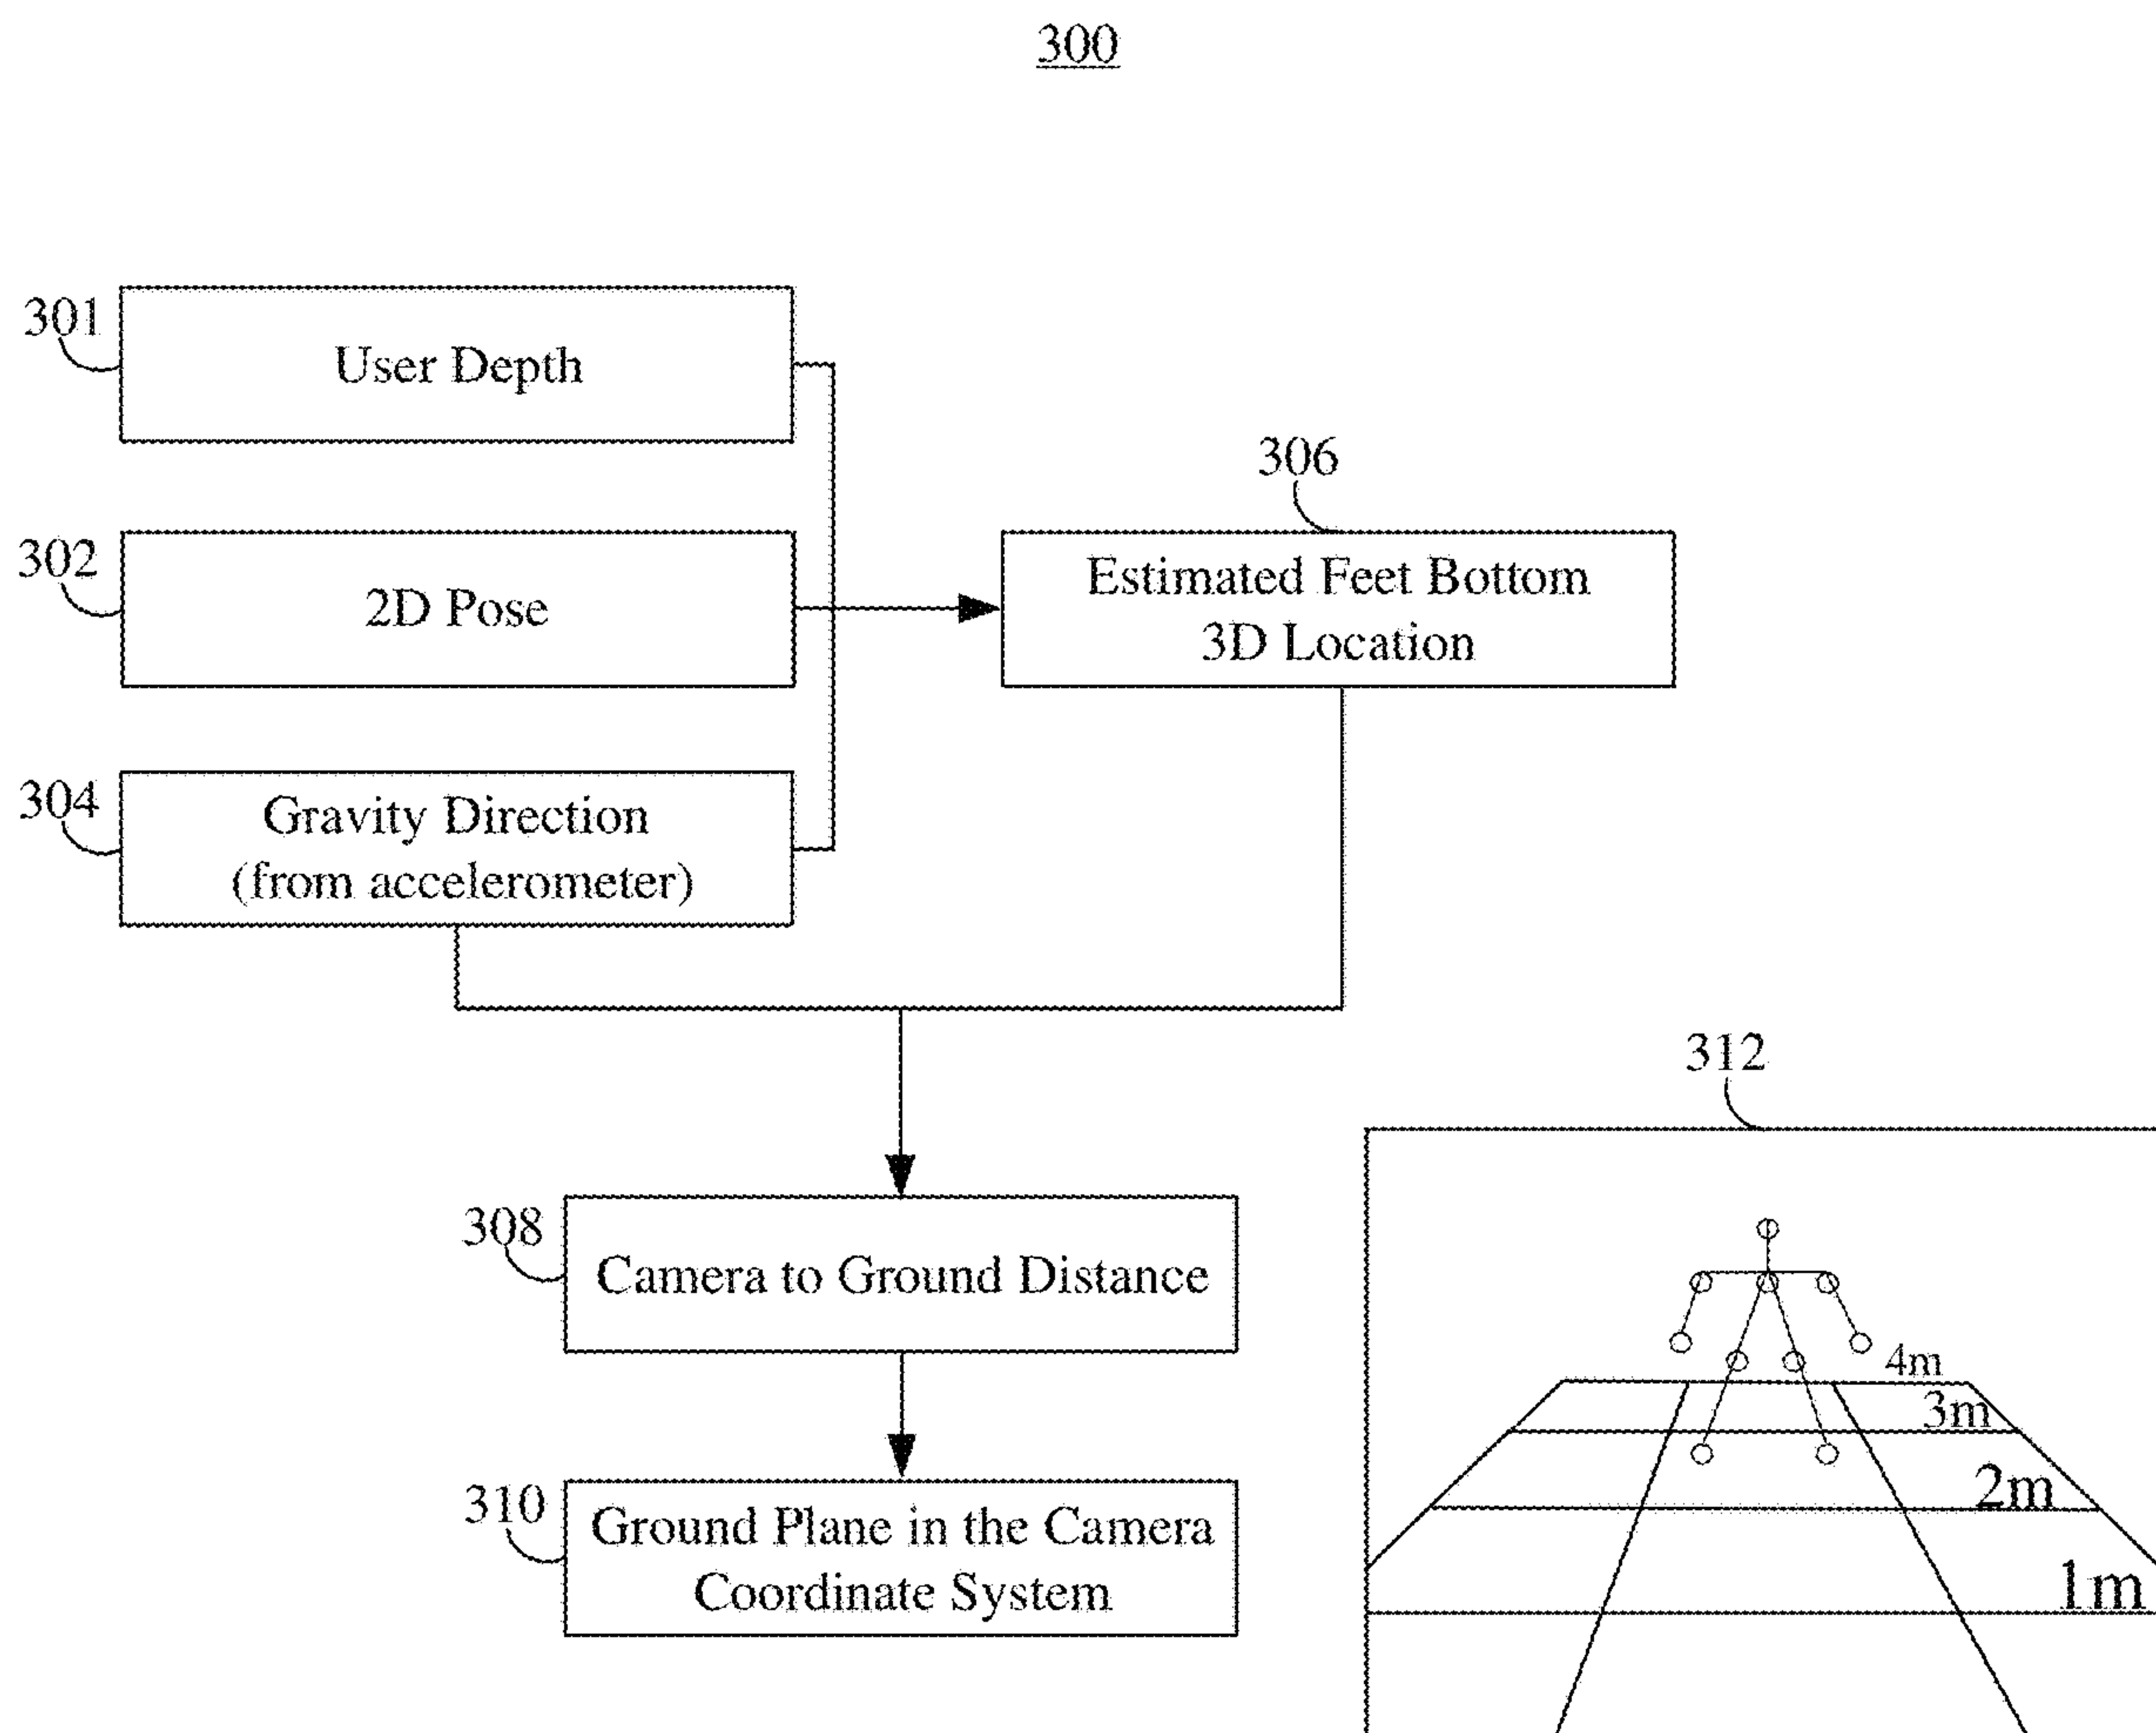 300
301
User Depth
306
302
2D Pose
Estimated Feet Bottom
3D Location
304
Gravity Direction
(from accelerometer)
312
308
Camera to Ground Distance
4m
3m
2m
1m
310
Ground Plane in the Camera
Coordinate System